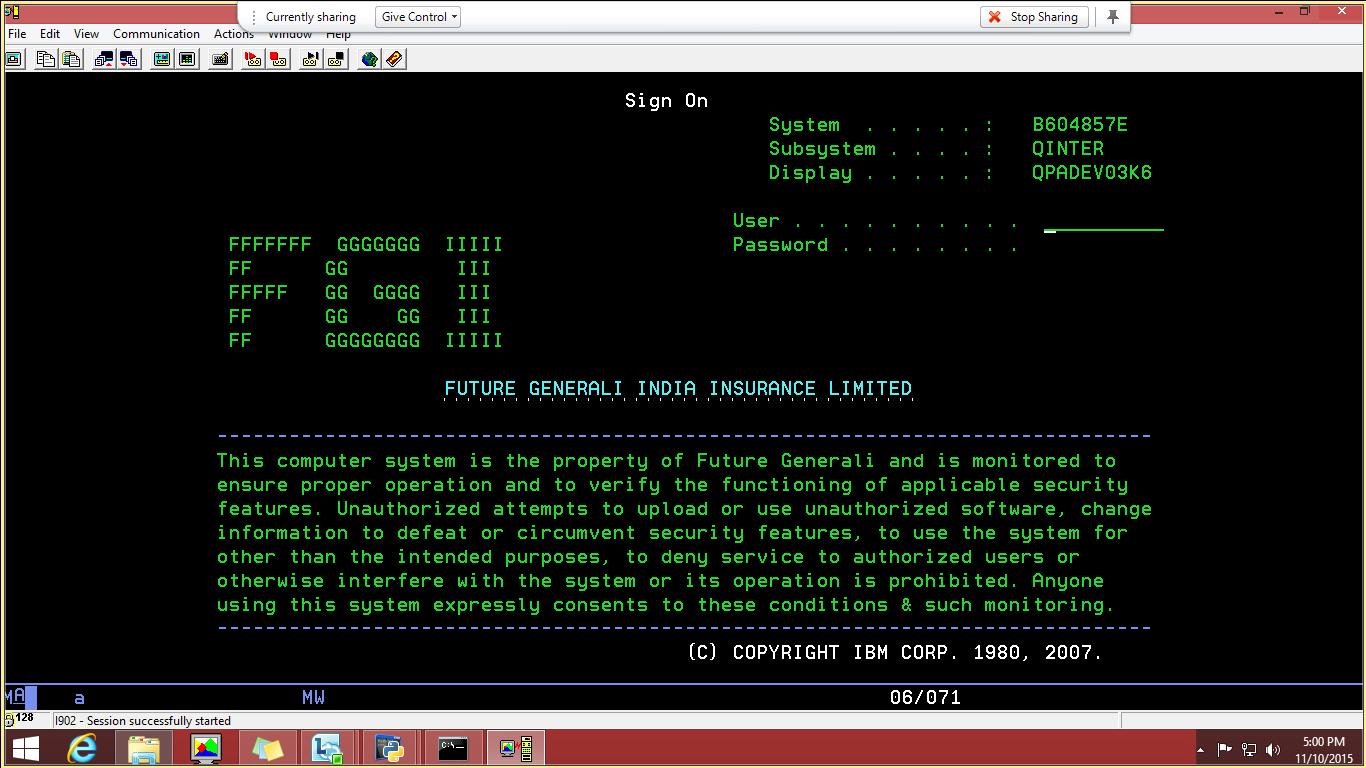 Currently sharing
Give Control
Stop Sharing
File Edit View Communication Actions Window Help
Sign On
System . . . . . : B604857E
Subsystem . . . . : QINTER
Display . . . . . : QPADEV03K6
User . . . . . . . . . .
Password . . . . . . . .
FFFFFFF GGGGGGG IIIII
FF GG III
FFFFF GG GGGG III
FF GG GG III
FF GGGGGGGG IIIII
FUTURE GENERALI INDIA INSURANCE LIMITED
This computer system is the property of Future Generali and is monitored to
ensure proper operation and to verify the functioning of applicable security
features. Unauthorized attempts to upload or use unauthorized software, change
information to defeat or circumvent security features, to use the system for
other than the intended purposes, to deny service to authorized users or
otherwise interfere with the system or its operation is prohibited. Anyone
using this system expressly consents to these conditions & such monitoring.
(C) COPYRIGHT IBM CORP. 1980, 2007.
MA a MW 06/071
128 I902 - Session successfully started
C:\
5:00 PM
11/10/2015